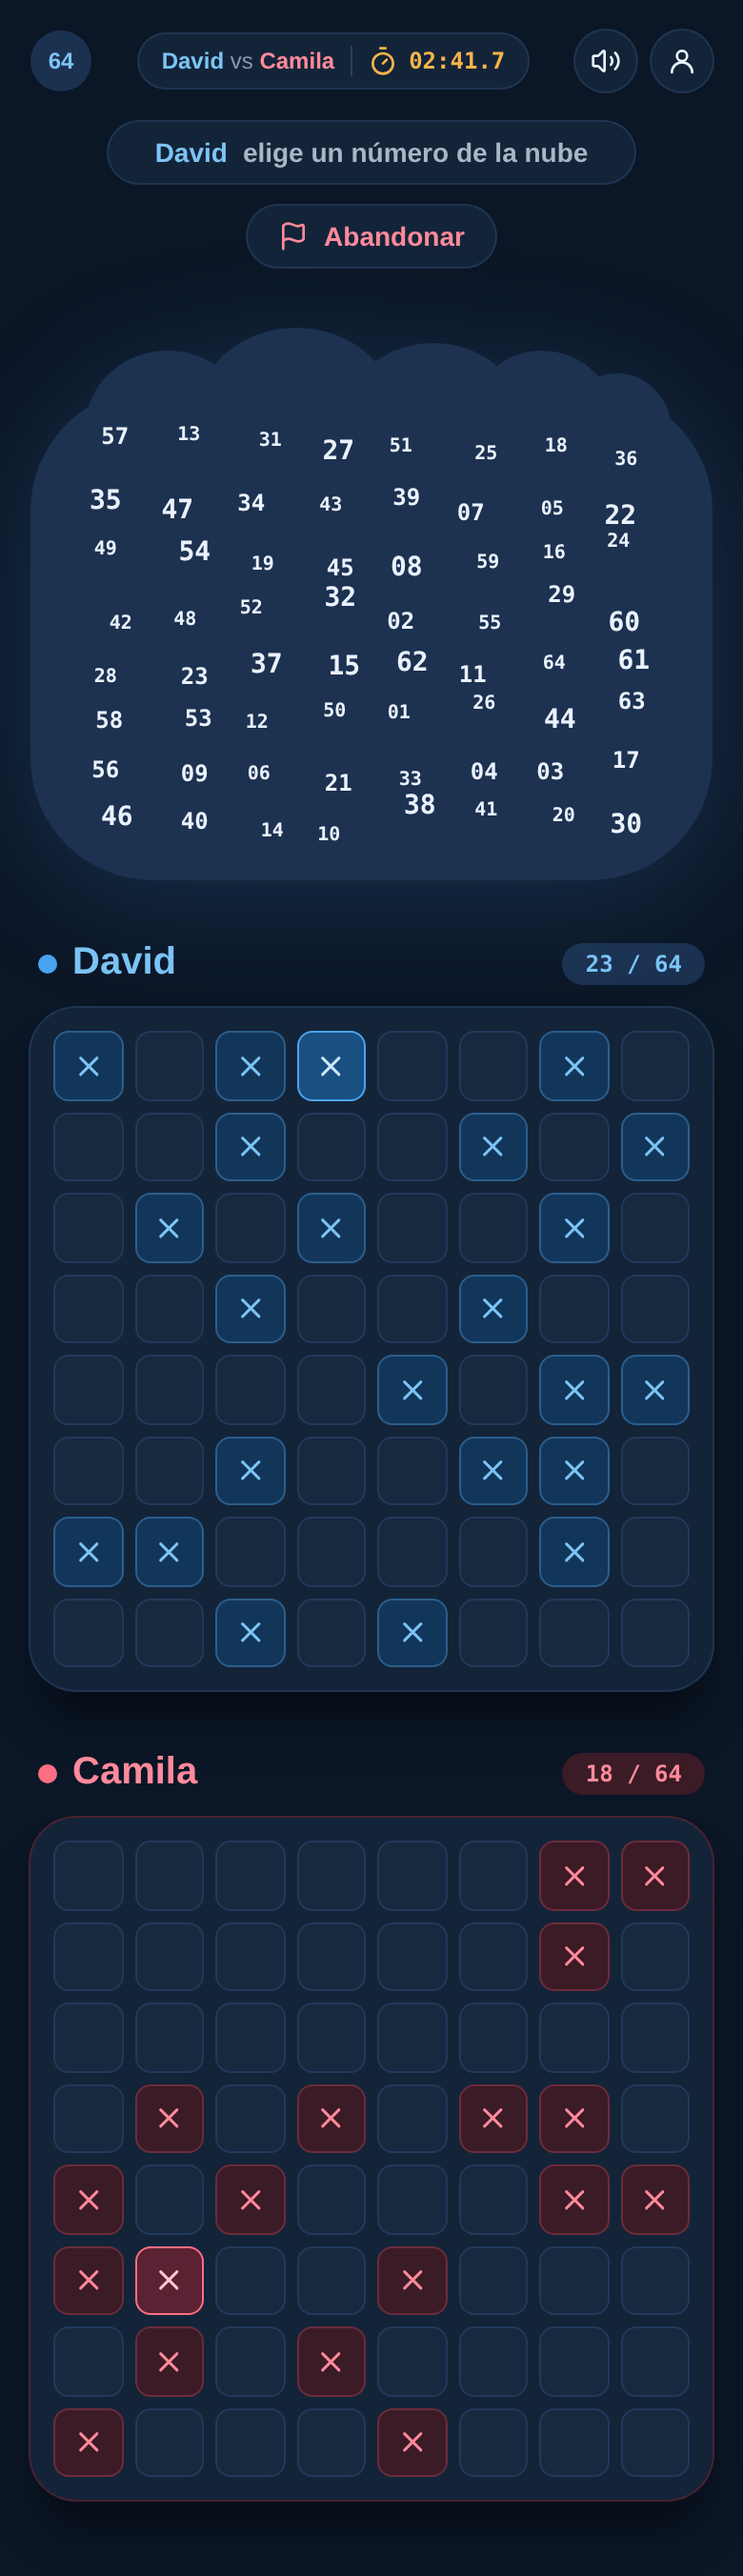 64 David vs Camila 02:41.7
David elige un número de la nube
Abandonar
57 13 31 27 51 25 18 36
35 47 34 43 39 07 05 22
49 54 19 45 08 59 16 24
42 48 52 32 02 55 29 60
28 23 37 15 62 11 64 61
58 53 12 50 01 26 44 63
56 09 06 21 33 04 03 17
46 40 14 10 38 41 20 30
David 23 / 64
Camila 18 / 64